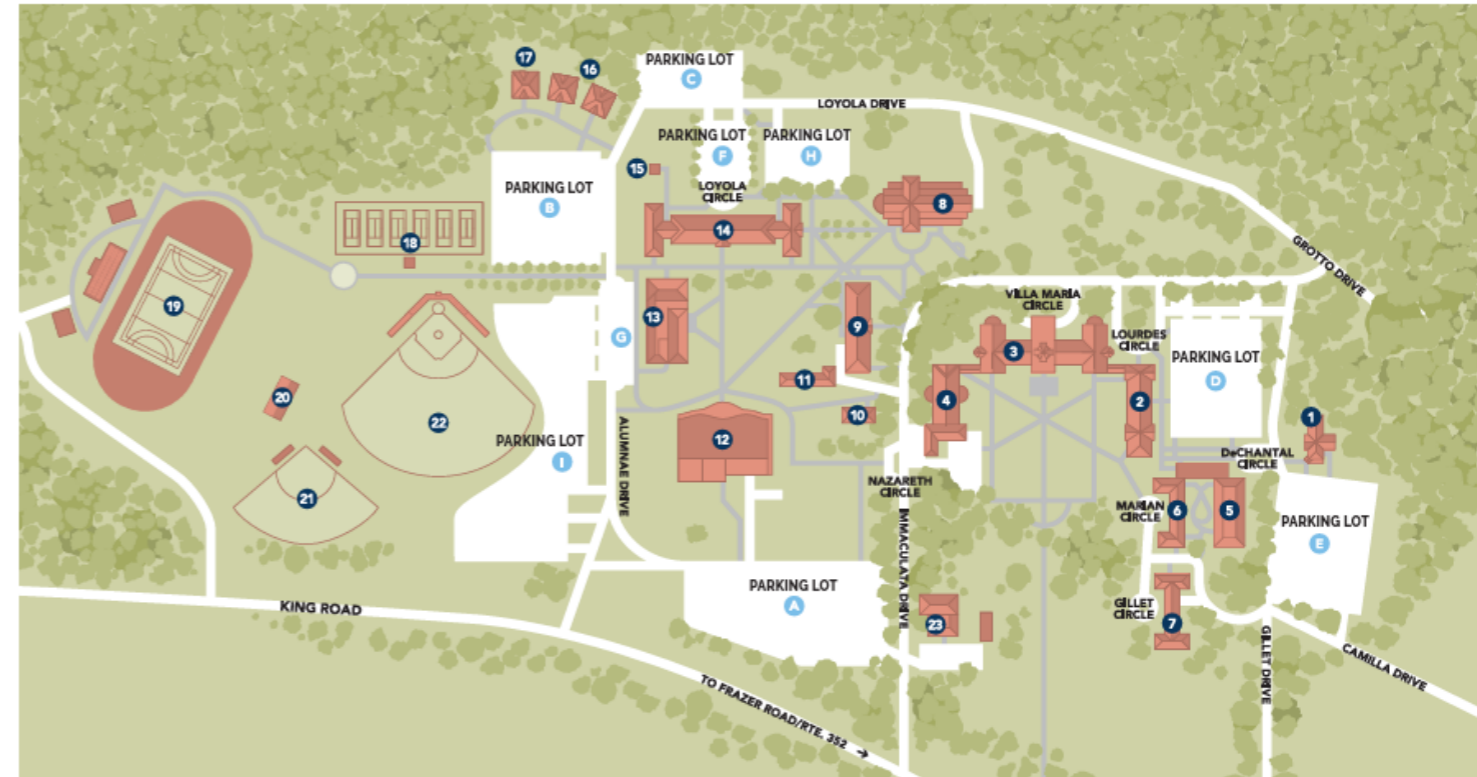 17
16
PARKING LOT
C
LOYOLA DRIVE
PARKING LOT
F
PARKING LOT
H
15
PARKING LOT
B
LOYOLA
CIRCLE
8
14
18
GROTTO DRIVE
19
VILLA MARIA
CIRCLE
13
9
G
LOURDES
CIRCLE
3
PARKING LOT
D
11
20
4
2
10
1
22
12
PARKING LOT
I
ALUMNAE DRIVE
DeCHANTAL
CIRCLE
NAZARETH
CIRCLE
21
MARIAN
CIRCLE
6
5
PARKING LOT
E
IMMACULATA DRIVE
PARKING LOT
A
KING ROAD
GILLET
CIRCLE
7
23
GILLET DRIVE
CAMILLA DRIVE
TO FRAZER ROAD/RTE. 352 →